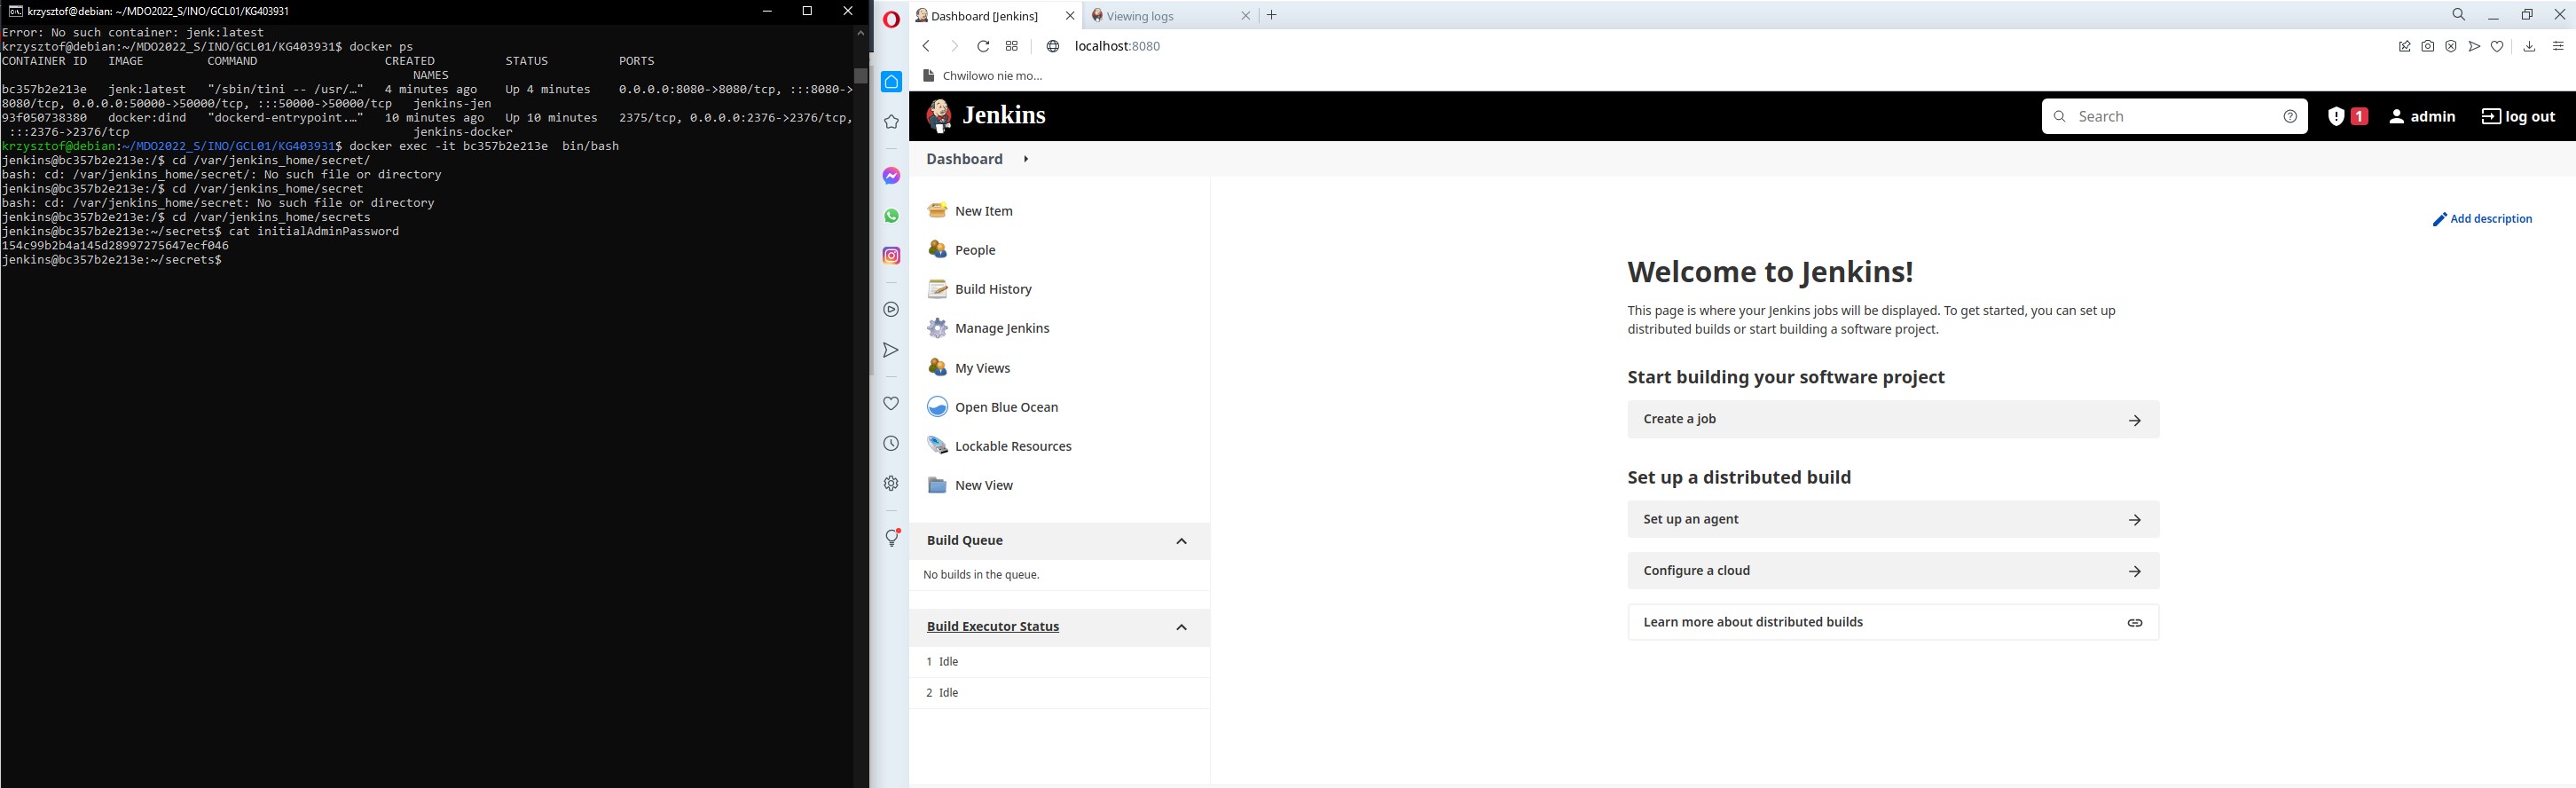 krzysztof@debian: ~/MDO2022_S/INO/GCL01/KG403931
Error: No such container: jenk:latest
krzysztof@debian:~/MDO2022_S/INO/GCL01/KG403931$ docker ps
CONTAINER ID   IMAGE         COMMAND                  CREATED          STATUS          PORTS
NAMES
bc357b2e213e   jenk:latest   "/sbin/tini -- /usr/…"   4 minutes ago    Up 4 minutes    0.0.0.0:8080->8080/tcp, :::8080->
8080/tcp, 0.0.0.0:50000->50000/tcp, :::50000->50000/tcp   jenkins-jen
93f050738380   docker:dind   "dockerd-entrypoint.…"   10 minutes ago   Up 10 minutes   2375/tcp, 0.0.0.0:2376->2376/tcp,
:::2376->2376/tcp   jenkins-docker
krzysztof@debian:~/MDO2022_S/INO/GCL01/KG403931$ docker exec -it bc357b2e213e  bin/bash
jenkins@bc357b2e213e:/$ cd /var/jenkins_home/secret/
bash: cd: /var/jenkins_home/secret/: No such file or directory
jenkins@bc357b2e213e:/$ cd /var/jenkins_home/secret
bash: cd: /var/jenkins_home/secret: No such file or directory
jenkins@bc357b2e213e:/$ cd /var/jenkins_home/secrets
jenkins@bc357b2e213e:~/secrets$ cat initialAdminPassword
154c99b2b4a145d28997275647ecf046
jenkins@bc357b2e213e:~/secrets$
Dashboard [Jenkins]
Viewing logs
localhost:8080
Chwilowo nie mo...
Jenkins
Search
1
admin
log out
Dashboard
New Item
People
Build History
Manage Jenkins
My Views
Open Blue Ocean
Lockable Resources
New View
Build Queue
No builds in the queue.
Build Executor Status
1 Idle
2 Idle
Add description
Welcome to Jenkins!
This page is where your Jenkins jobs will be displayed. To get started, you can set up
distributed builds or start building a software project.
Start building your software project
Create a job
Set up a distributed build
Set up an agent
Configure a cloud
Learn more about distributed builds